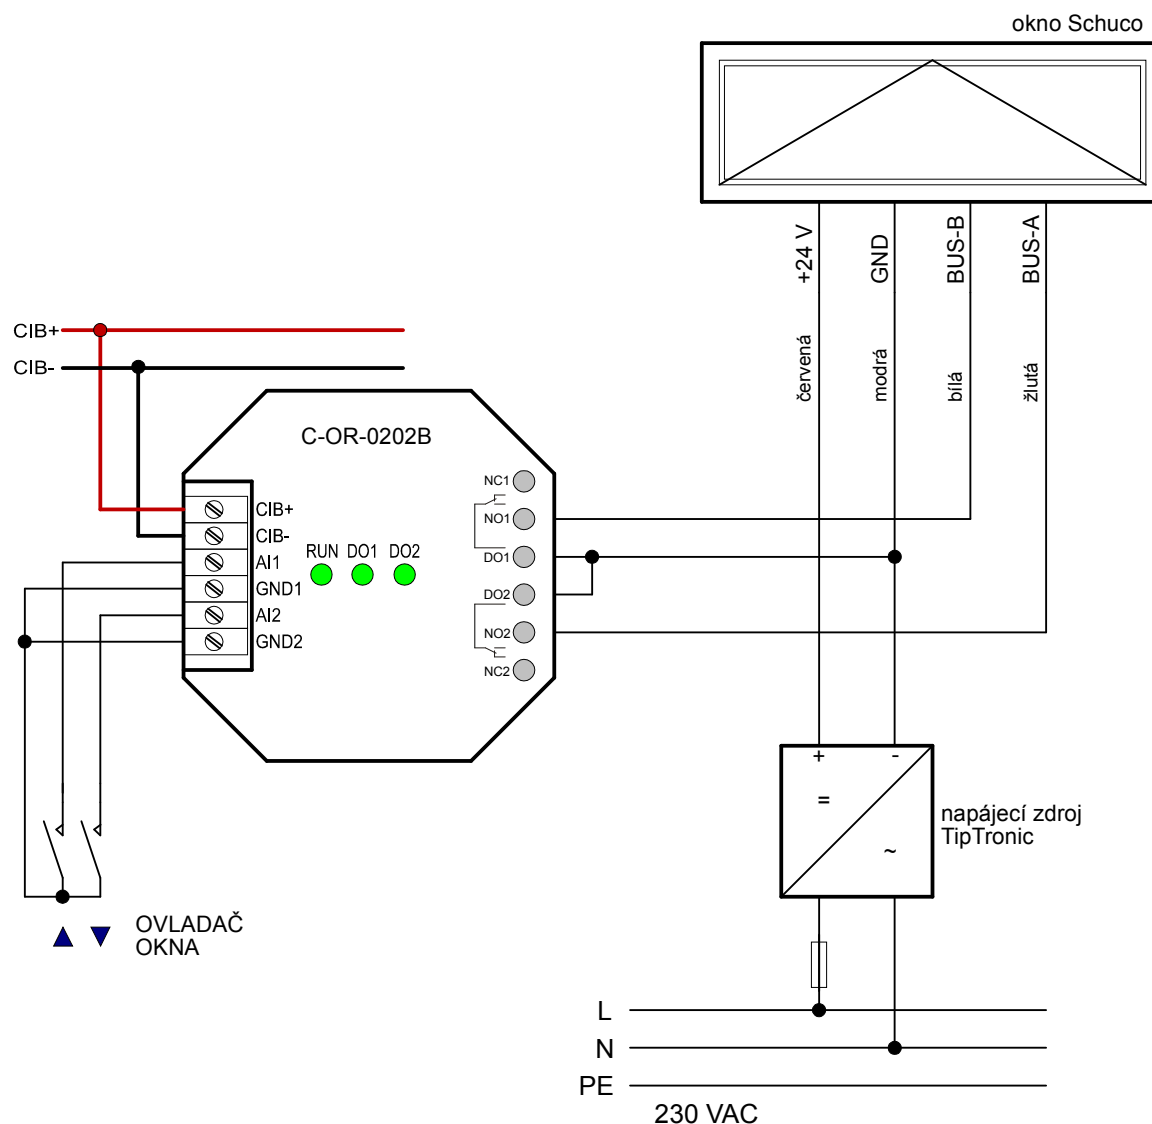 okno Schuco
+24 V
GND
BUS-B
BUS-A
červená
modrá
bílá
žlutá
CIB+
CIB-
C-OR-0202B
CIB+
CIB-
AI1
GND1
AI2
GND2
RUN DO1 DO2
NC1
NO1
DO1
DO2
NO2
NC2
+ -
=
~
napájecí zdroj
TipTronic
OVLADAČ
OKNA
L
N
PE
230 VAC